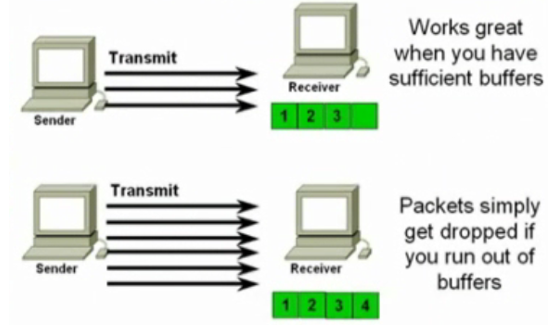 Transmit
Sender
Receiver
1 2 3
Works great
when you have
sufficient buffers
Transmit
Sender
Receiver
1 2 3 4
Packets simply
get dropped if
you run out of
buffers